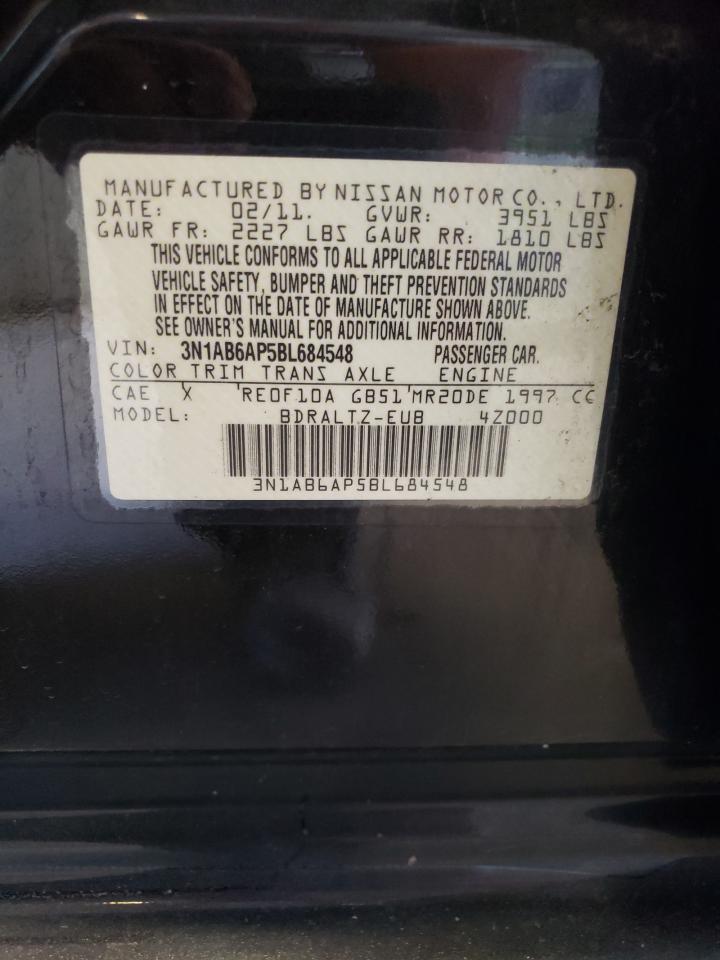 MANUFACTURED BY NISSAN MOTOR CO., LTD.
DATE: 02/11. GVWR: 3951 LBS
GAWR FR: 2227 LBS GAWR RR: 1810 LBS
THIS VEHICLE CONFORMS TO ALL APPLICABLE FEDERAL MOTOR
VEHICLE SAFETY, BUMPER AND THEFT PREVENTION STANDARDS
IN EFFECT ON THE DATE OF MANUFACTURE SHOWN ABOVE.
SEE OWNER'S MANUAL FOR ADDITIONAL INFORMATION.
VIN: 3N1AB6AP5BL684548 PASSENGER CAR.
COLOR TRIM TRANS AXLE ENGINE
CAE X RE0F10A GB51 MR20DE 1997 CC
MODEL: BDRALTZ-EUB 4Z000
3N1AB6AP5BL684548